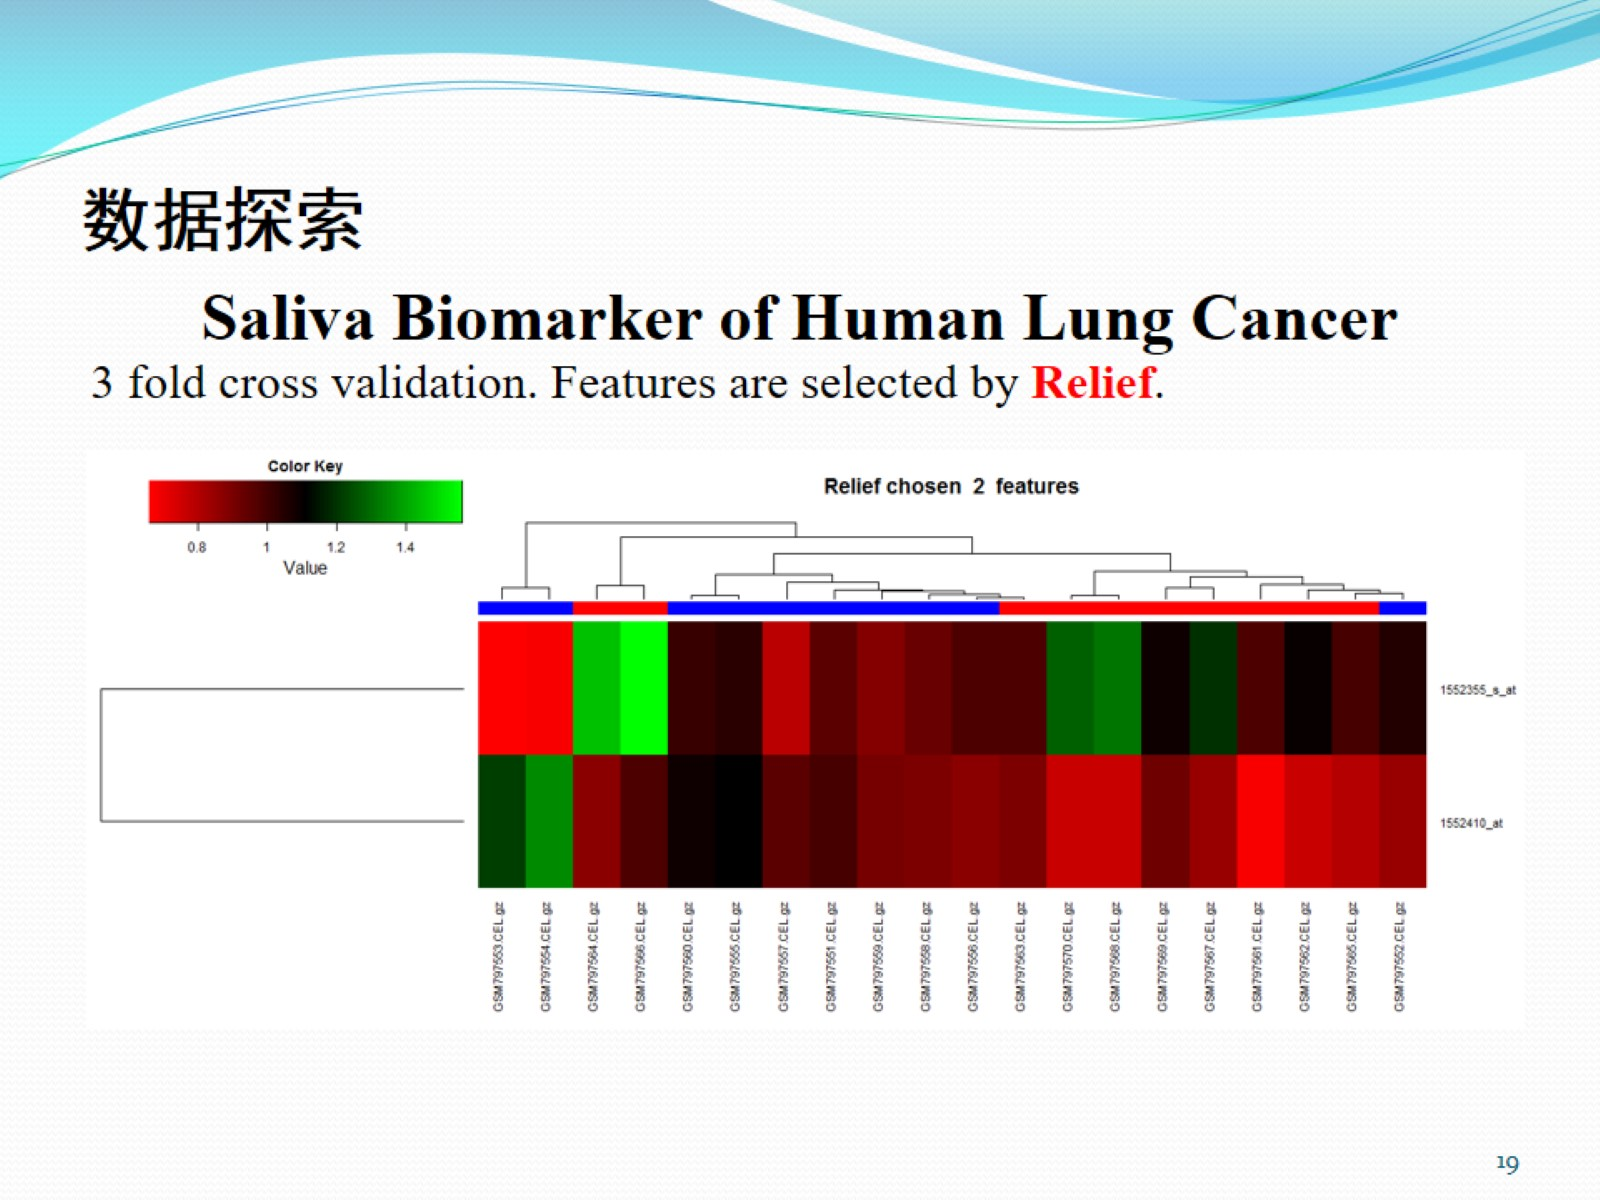 数据探索
Saliva Biomarker of Human Lung Cancer
3 fold cross validation. Features are selected by Relief.
Color Key
0.8 1 1.2 1.4
Value
Relief chosen 2 features
1552355_s_at
1552410_at
GSM797553.CEL.gz
GSM797554.CEL.gz
GSM797564.CEL.gz
GSM797566.CEL.gz
GSM797560.CEL.gz
GSM797555.CEL.gz
GSM797557.CEL.gz
GSM797551.CEL.gz
GSM797559.CEL.gz
GSM797558.CEL.gz
GSM797556.CEL.gz
GSM797563.CEL.gz
GSM797570.CEL.gz
GSM797568.CEL.gz
GSM797569.CEL.gz
GSM797567.CEL.gz
GSM797561.CEL.gz
GSM797562.CEL.gz
GSM797565.CEL.gz
GSM797552.CEL.gz
19